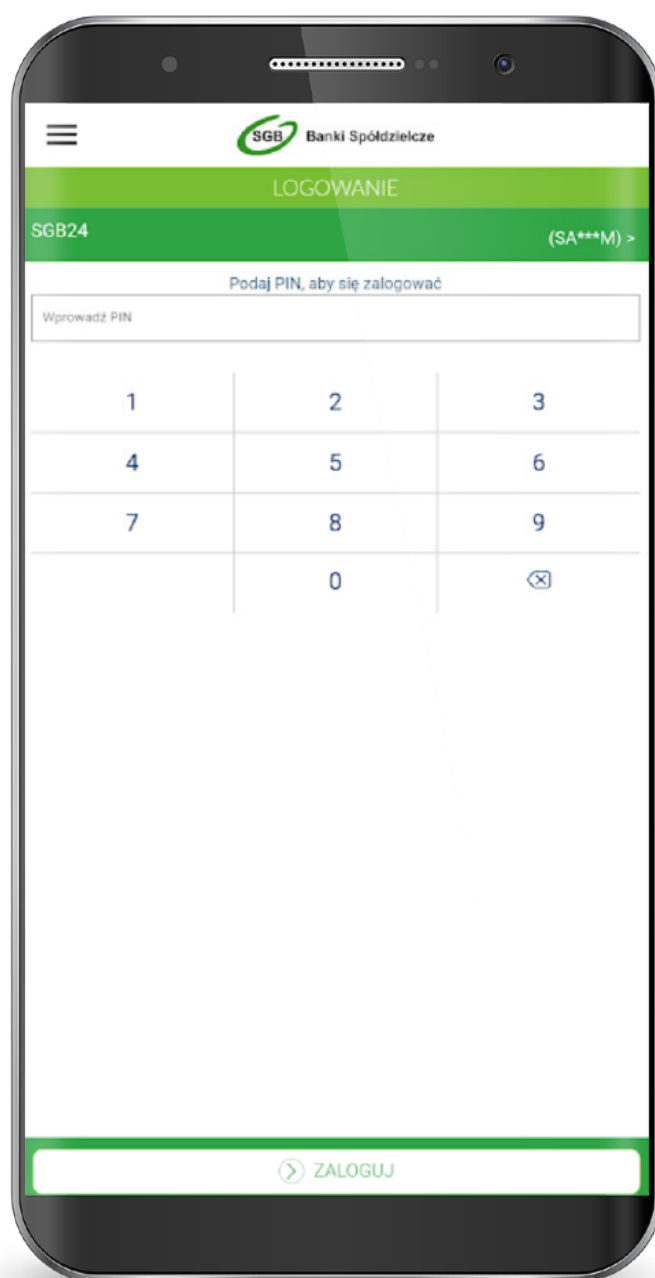 SGB Banki Spółdzielcze
LOGOWANIE
SGB24
(SA***M) >
Podaj PIN, aby się zalogować
Wprowadź PIN
1 2 3
4 5 6
7 8 9
0
ZALOGUJ